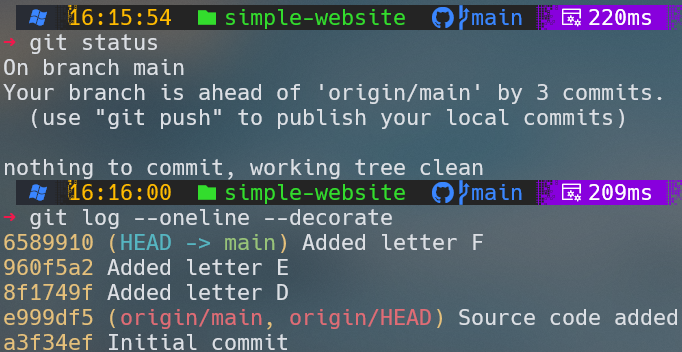 16:15:54 simple-website main 220ms
➜ git status
On branch main
Your branch is ahead of 'origin/main' by 3 commits.
  (use "git push" to publish your local commits)
nothing to commit, working tree clean
16:16:00 simple-website main 209ms
➜ git log --oneline --decorate
6589910 (HEAD -> main) Added letter F
960f5a2 Added letter E
8f1749f Added letter D
e999df5 (origin/main, origin/HEAD) Source code added
a3f34ef Initial commit